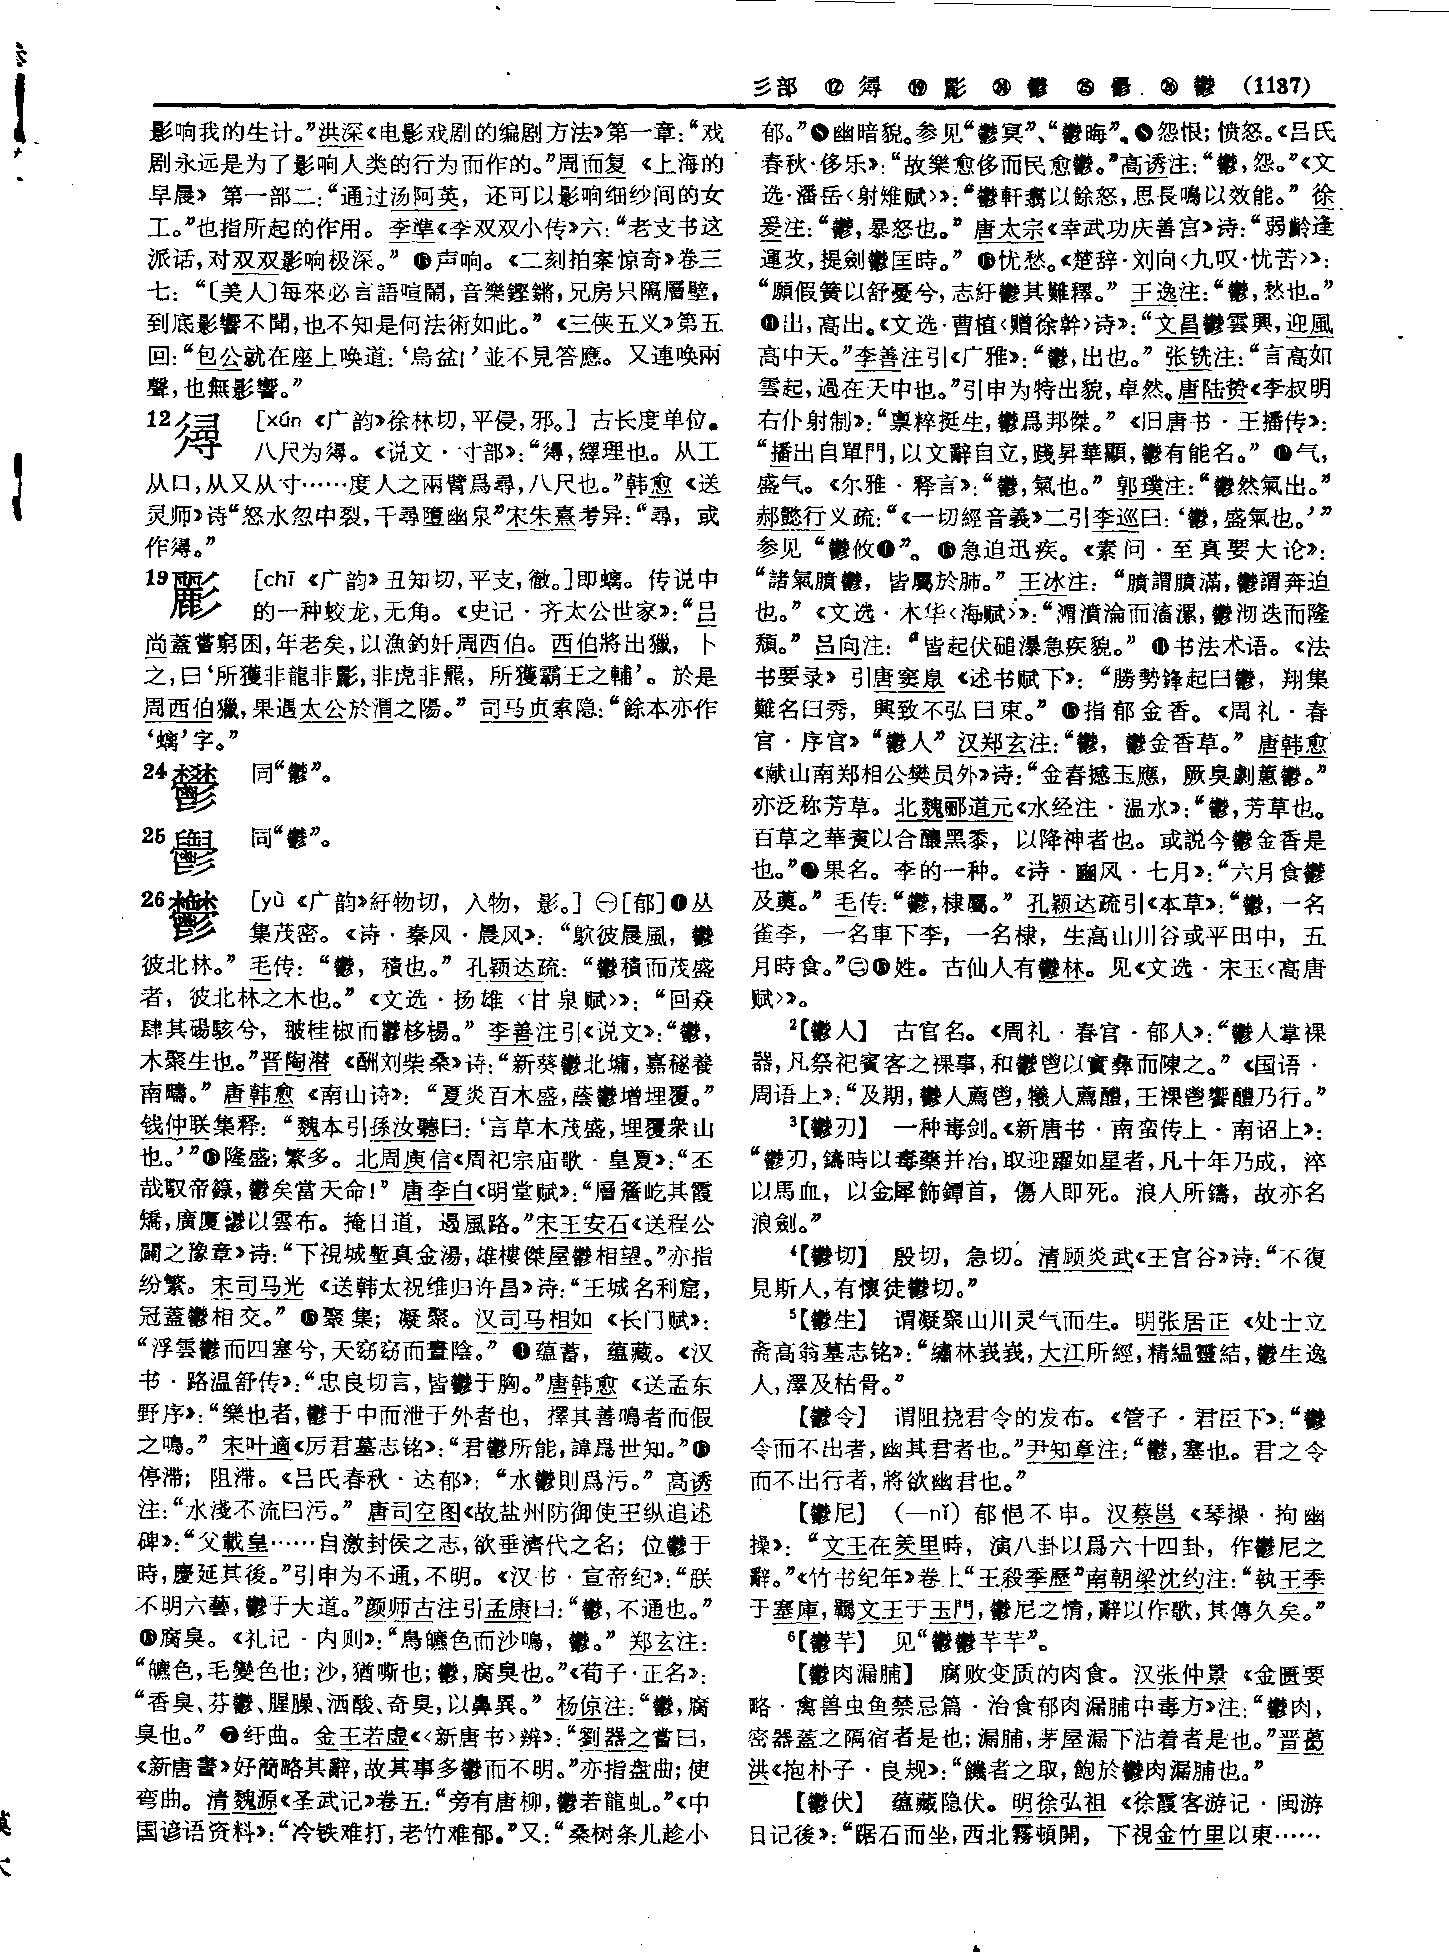 彡部 ⑫ 㝷 ⑲ 彲 ㉔ 鬱 ㉕ ㉖ 鬱 (1137)
影响我的生计。”洪深《电影戏剧的编剧方法》第一章：“戏
剧永远是为了影响人类的行为而作的。”周而复《上海的
早晨》第一部二：“通过汤阿英，还可以影响细纱间的女
工。”也指所起的作用。李準《李双双小传》六：“老支书这
派话，对双双影响极深。” 声响。《二刻拍案惊奇》卷三
七：“〔美人〕每來必言語喧鬧，音樂鏗鏘，兄房只隔層壁，
到底影響不聞，也不知是何法術如此。”《三侠五义》第五
回：“包公就在座上唤道：‘烏盆！’並不見答應。又連唤兩
聲，也無影響。”
12 㝷 [xún《广韵》徐林切，平侵，邪。] 古长度单位。
八尺为㝷。《说文·寸部》：“㝷，繹理也。从工
从口，从又从寸……度人之兩臂爲尋，八尺也。”韩愈《送
灵师》诗“怒水忽中裂，千尋墮幽泉”宋朱熹考异：“尋，或
作㝷。”
19 彲 [chī《广韵》丑知切，平支，徹。]即螭。传说中
的一种蛟龙，无角。《史记·齐太公世家》：“吕
尚蓋嘗窮困，年老矣，以漁釣奸周西伯。西伯將出獵，卜
之，曰‘所獲非龍非彲，非虎非羆，所獲霸王之輔’。於是
周西伯獵，果遇太公於渭之陽。”司马贞索隐：“餘本亦作
‘螭’字。”
24 同“鬱”。
25 同“鬱”。
26 鬱 [yù《广韵》紆物切，入物，影。] ㊀[郁]❶丛
集茂密。《诗·秦风·晨风》：“鴥彼晨風，鬱
彼北林。”毛传：“鬱，積也。”孔颖达疏：“鬱積而茂盛
者，彼北林之木也。”《文选·扬雄〈甘泉赋〉》：“回猋
肆其碭駭兮，翍桂椒而鬱栘楊。”李善注引《说文》：“鬱，
木聚生也。”晋陶潜《酬刘柴桑》诗：“新葵鬱北墉，嘉穟養
南疇。”唐韩愈《南山诗》：“夏炎百木盛，蔭鬱增埋覆。”
钱仲联集释：“魏本引孫汝聽曰：‘言草木茂盛，埋覆衆山
也。’”❷隆盛；繁多。北周庾信《周祀宗庙歌·皇夏》：“丕
哉馭帝籙，鬱矣當天命！”唐李白《明堂赋》：“層簷屹其霞
矯，廣厦鬱以雲布。掩日道，遏風路。”宋王安石《送程公
闢之豫章》诗：“下視城塹真金湯，雄樓傑屋鬱相望。”亦指
纷繁。宋司马光《送韩太祝维归许昌》诗：“王城名利窟，
冠蓋鬱相交。”❸聚集；凝聚。汉司马相如《长门赋》：
“浮雲鬱而四塞兮，天窈窈而晝陰。”❹蕴蓄，蕴藏。《汉
书·路温舒传》：“忠良切言，皆鬱于胸。”唐韩愈《送孟东
野序》：“樂也者，鬱于中而泄于外者也，擇其善鳴者而假
之鳴。”宋叶適《厉君墓志铭》：“君鬱所能，諱爲世知。”❺
停滞；阻滞。《吕氏春秋·达郁》：“水鬱則爲污。”高诱
注：“水淺不流曰污。”唐司空图《故盐州防御使王纵追述
碑》：“父載皇……自激封侯之志，欲垂濟代之名；位鬱于
時，慶延其後。”引申为不通，不明。《汉书·宣帝纪》：“朕
不明六藝，鬱于大道。”颜师古注引孟康曰：“鬱，不通也。”
❻腐臭。《礼记·内则》：“鳥皫色而沙鳴，鬱。”郑玄注：
“皫色，毛變色也；沙，猶嘶也；鬱，腐臭也。”《荀子·正名》：
“香臭、芬鬱、腥臊、洒酸、奇臭，以鼻異。”杨倞注：“鬱，腐
臭也。”❼纡曲。金王若虚《〈新唐书〉辨》：“劉器之嘗曰，
《新唐書》好簡略其辭，故其事多鬱而不明。”亦指盘曲；使
弯曲。清魏源《圣武记》卷五：“旁有唐柳，鬱若龍虬。”《中
国谚语资料》：“冷铁难打，老竹难郁。”又：“桑树条儿趁小
郁。”❽幽暗貌。参见“鬱冥”、“鬱晦”。❾怨恨；愤怒。《吕氏
春秋·侈乐》：“故樂愈侈而民愈鬱。”高诱注：“鬱，怨。”《文
选·潘岳〈射雉赋〉》：“鬱軒翥以餘怒，思長鳴以效能。”徐
爰注：“鬱，暴怒也。”唐太宗《幸武功庆善宫》诗：“弱齡逢
運改，提劍鬱匡時。”❿忧愁。《楚辞·刘向〈九叹·忧苦〉》：
“願假簧以舒憂兮，志紆鬱其難釋。”王逸注：“鬱，愁也。”
⓫出，高出。《文选·曹植〈赠徐幹〉诗》：“文昌鬱雲興，迎風
高中天。”李善注引《广雅》：“鬱，出也。”张铣注：“言高如
雲起，過在天中也。”引申为特出貌，卓然。唐陆贽《李叔明
右仆射制》：“禀粹挺生，鬱爲邦傑。”《旧唐书·王播传》：
“播出自單門，以文辭自立，踐昇華顯，鬱有能名。”⓬气，
盛气。《尔雅·释言》：“鬱，氣也。”郭璞注：“鬱然氣出。”
郝懿行义疏：“《一切經音義》二引李巡曰：‘鬱，盛氣也。’”
参见“鬱攸❶”。⓭急迫迅疾。《素问·至真要大论》：
“諸氣膹鬱，皆屬於肺。”王冰注：“膹謂膹滿，鬱謂奔迫
也。”《文选·木华〈海赋〉》：“渭濆淪而滀漯，鬱沏迭而隆
頹。”吕向注：“皆起伏磓瀑急疾貌。”⓮书法术语。《法
书要录》引唐窦臮《述书赋下》：“勝勢鋒起曰鬱，翔集
難名曰秀，興致不弘曰束。”⓯指郁金香。《周礼·春
官·序官》“鬱人”汉郑玄注：“鬱，鬱金香草。”唐韩愈
《献山南郑相公樊员外》诗：“金舂撼玉應，厥臭劇蕙鬱。”
亦泛称芳草。北魏郦道元《水经注·温水》：“鬱，芳草也。
百草之華煑以合釀黑黍，以降神者也。或説今鬱金香是
也。”⓰果名。李的一种。《诗·豳风·七月》：“六月食鬱
及薁。”毛传：“鬱，棣屬。”孔颖达疏引《本草》：“鬱，一名
雀李，一名車下李，一名棣，生高山川谷或平田中，五
月時食。”㊁⓱姓。古仙人有鬱林。见《文选·宋玉〈高唐
赋〉》。
²【鬱人】 古官名。《周礼·春官·郁人》：“鬱人掌裸
器，凡祭祀賓客之裸事，和鬱鬯以實彝而陳之。”《国语·
周语上》：“及期，鬱人薦鬯，犧人薦醴，王裸鬯饗醴乃行。”
³【鬱刃】 一种毒剑。《新唐书·南蛮传上·南诏上》：
“鬱刃，鑄時以毒藥并冶，取迎躍如星者，凡十年乃成，淬
以馬血，以金犀飾鐔首，傷人即死。浪人所鑄，故亦名
浪劍。”
⁴【鬱切】 殷切，急切。清顾炎武《王官谷》诗：“不復
見斯人，有懷徒鬱切。”
⁵【鬱生】 谓凝聚山川灵气而生。明张居正《处士立
斋高翁墓志铭》：“繡林峩峩，大江所經，精緼靈結，鬱生逸
人，澤及枯骨。”
【鬱令】 谓阻挠君令的发布。《管子·君臣下》：“鬱
令而不出者，幽其君者也。”尹知章注：“鬱，塞也。君之令
而不出行者，將欲幽君也。”
【鬱尼】（—nǐ）郁悒不申。汉蔡邕《琴操·拘幽
操》：“文王在羑里時，演八卦以爲六十四卦，作鬱尼之
辭。”《竹书纪年》卷上“王殺季歷”南朝梁沈约注：“執王季
于塞庫，羈文王于玉門，鬱尼之情，辭以作歌，其傳久矣。”
⁶【鬱芊】 见“鬱鬱芊芊”。
【鬱肉漏脯】 腐败变质的肉食。汉张仲景《金匮要
略·禽兽虫鱼禁忌篇·治食郁肉漏脯中毒方》注：“鬱肉，
密器蓋之隔宿者是也；漏脯，茅屋漏下沾着者是也。”晋葛
洪《抱朴子·良规》：“饑者之取，飽於鬱肉漏脯也。”
【鬱伏】 蕴藏隐伏。明徐弘祖《徐霞客游记·闽游
日记後》：“踞石而坐，西北霧頓開，下視金竹里以東……